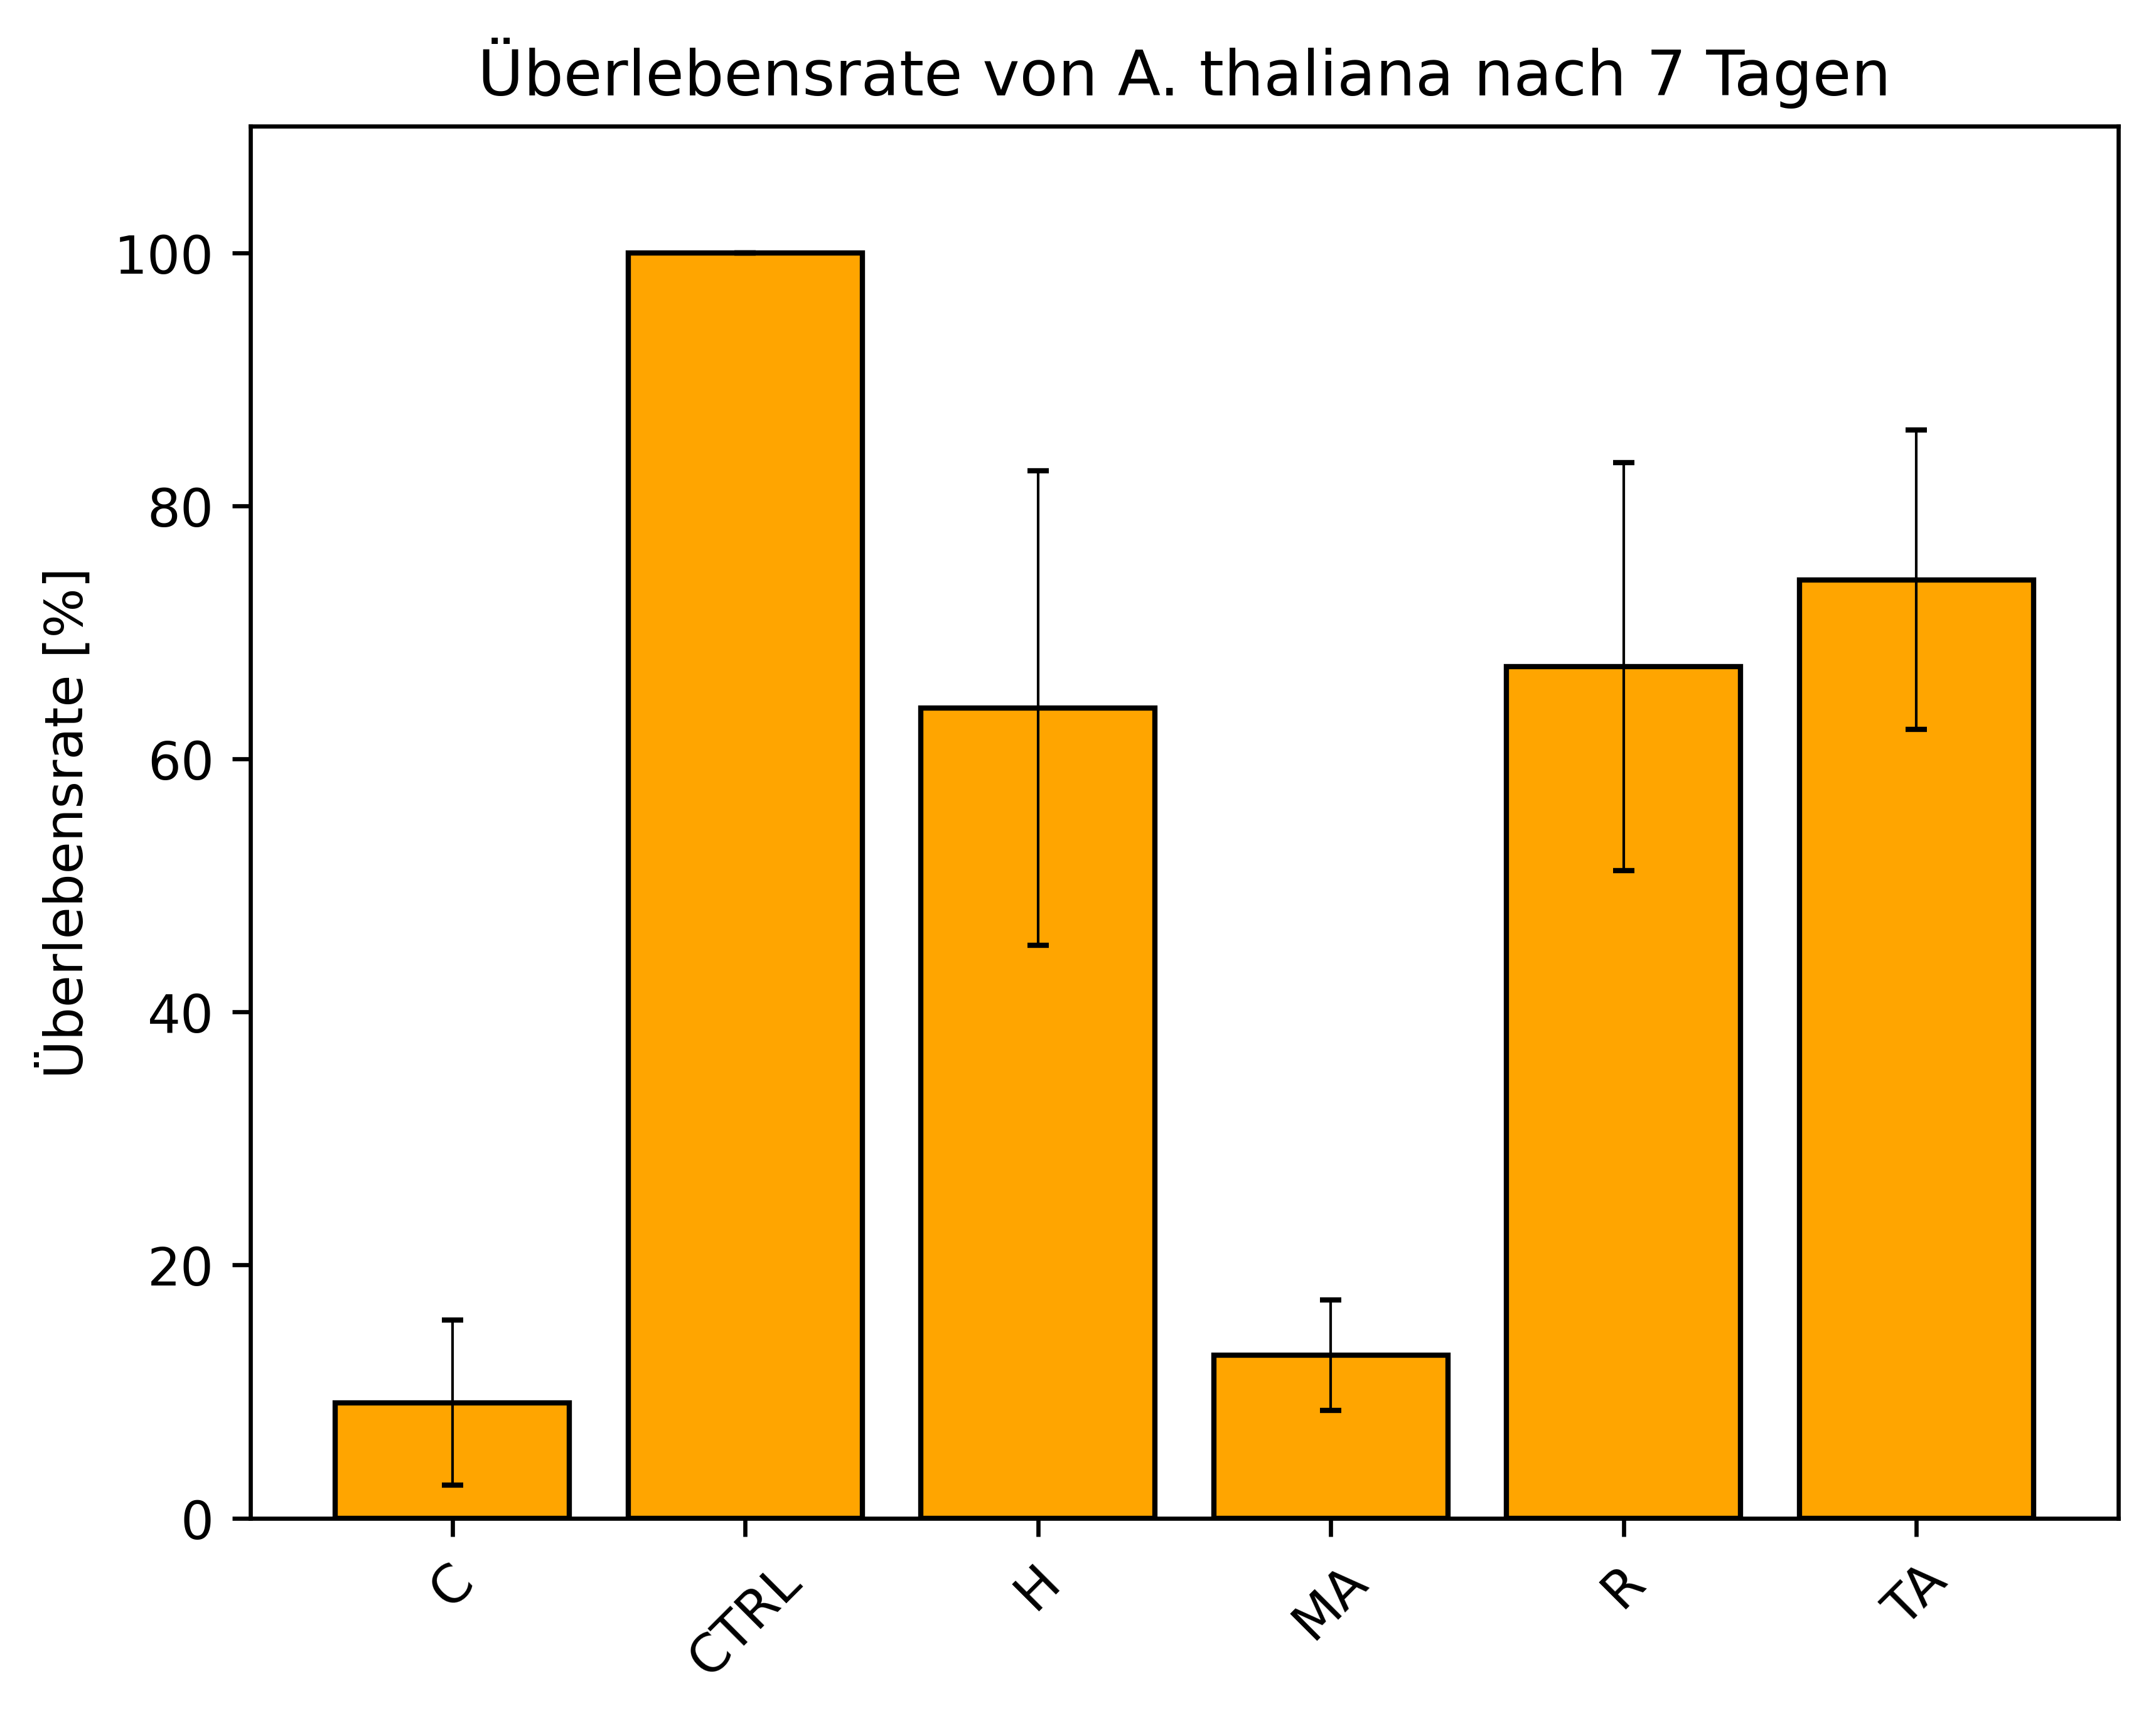 Überlebensrate von A. thaliana nach 7 Tagen
Überlebensrate [%]
100
80
60
40
20
0
C
CTRL
H
MA
R
TA